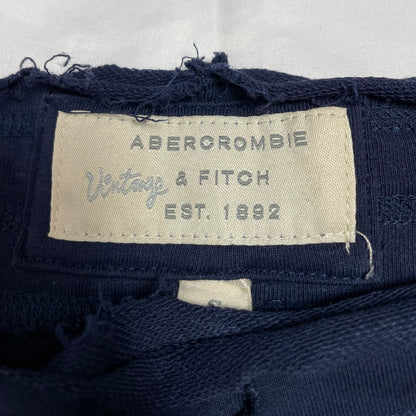 ABERCROMBIE
Vintage & FITCH
EST. 1892